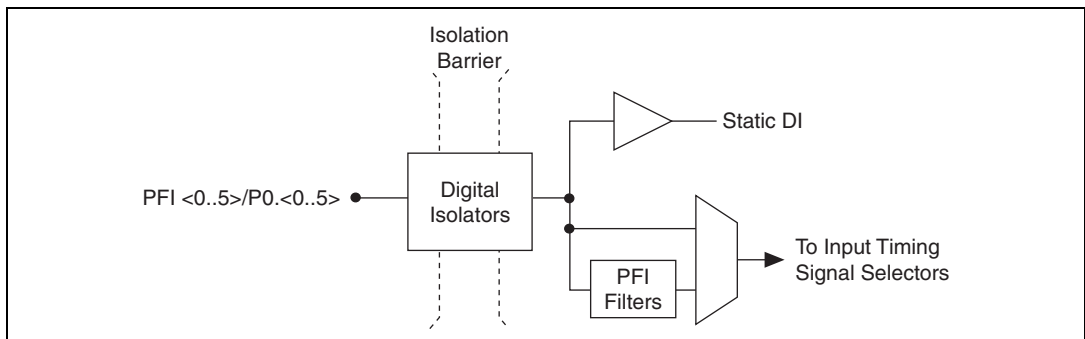 Isolation
Barrier
Static DI
PFI <0..5>/P0.<0..5>
Digital
Isolators
To Input Timing
Signal Selectors
PFI
Filters